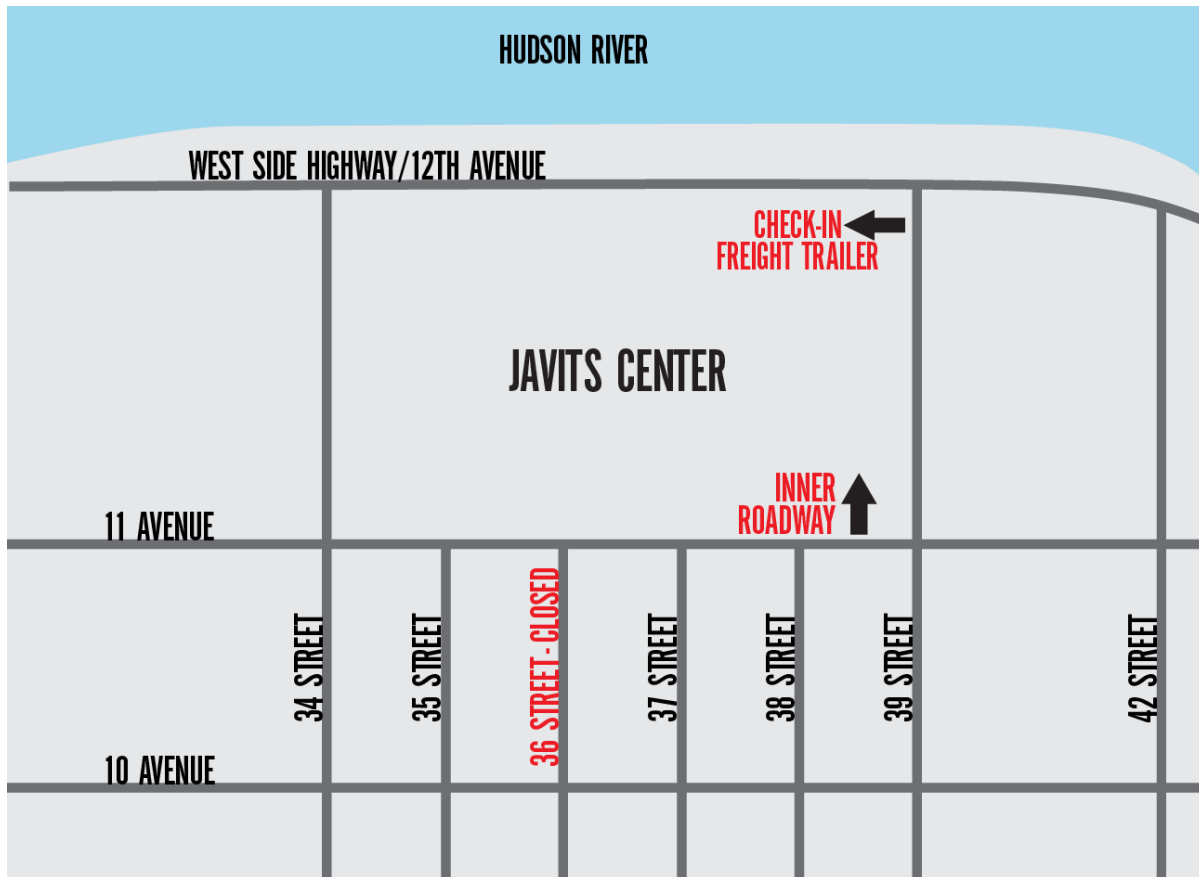 HUDSON RIVER
WEST SIDE HIGHWAY/12TH AVENUE
CHECK-IN
FREIGHT TRAILER
JAVITS CENTER
INNER
ROADWAY
11 AVENUE
34 STREET
35 STREET
36 STREET - CLOSED
37 STREET
38 STREET
39 STREET
42 STREET
10 AVENUE